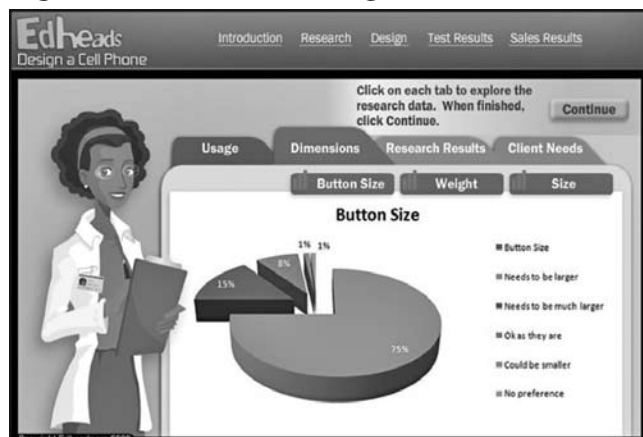 Edheads
Design a Cell Phone
Introduction Research Design Test Results Sales Results
Click on each tab to explore the
research data. When finished,
click Continue.
Continue
Usage Dimensions Research Results Client Needs
Button Size Weight Size
Button Size
1% 1%
8%
15%
75%
Button Size
Needs to be larger
Needs to be much larger
Ok as they are
Could be smaller
No preference